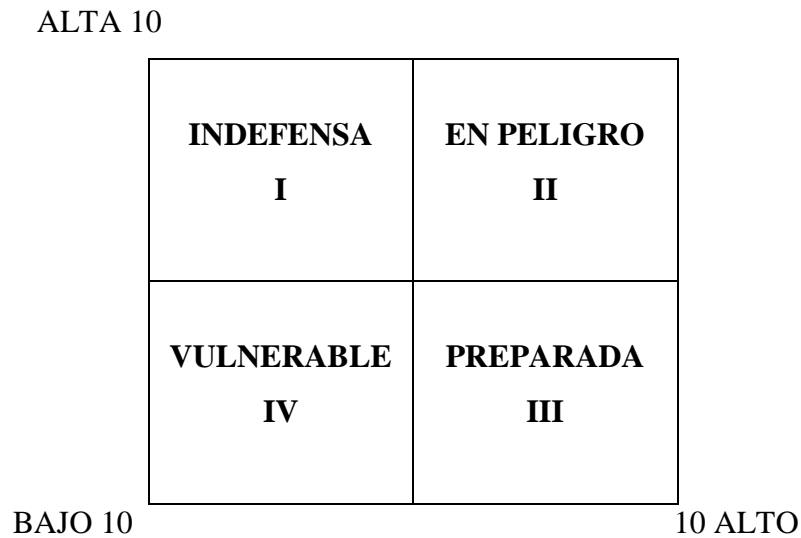 ALTA 10
INDEFENSA
I
EN PELIGRO
II
VULNERABLE
IV
PREPARADA
III
BAJO 10
10 ALTO